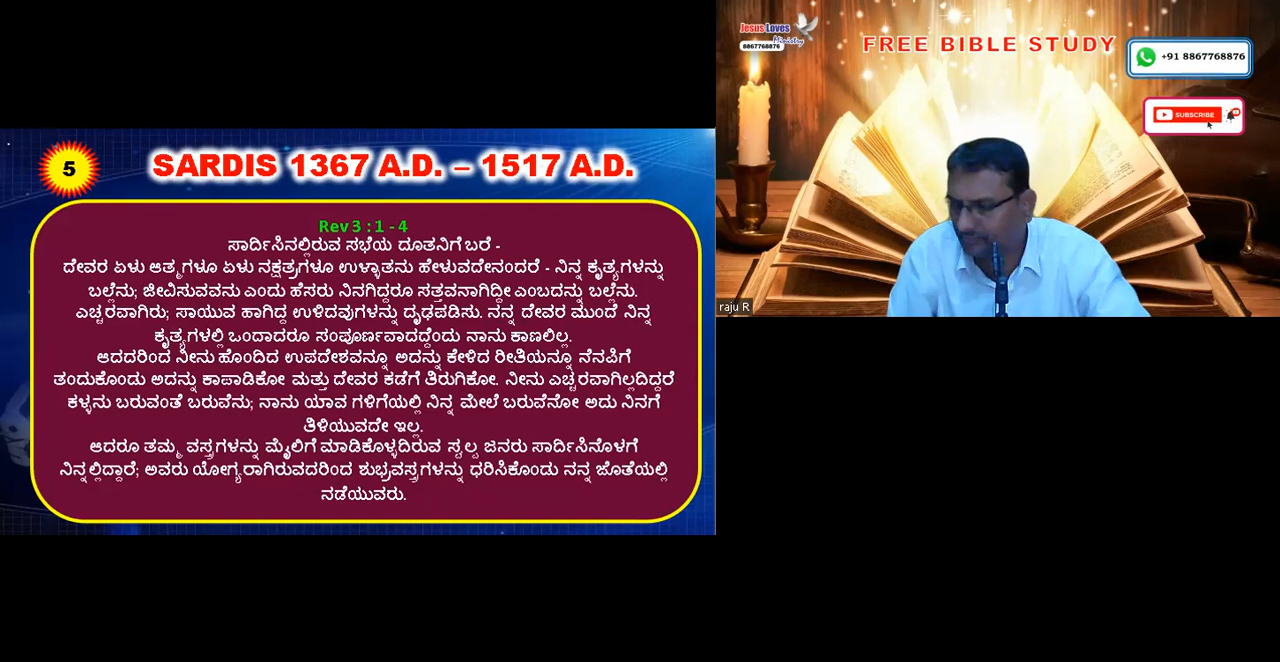 5
SARDIS 1367 A.D. – 1517 A.D.
Rev 3 : 1 - 4
ಸಾರ್ದಿಸಿನಲ್ಲಿರುವ ಸಭೆಯ ದೂತನಿಗೆ ಬರೆ -
ದೇವರ ಏಳು ಆತ್ಮಗಳೂ ಏಳು ನಕ್ಷತ್ರಗಳೂ ಉಳ್ಳಾತನು ಹೇಳುವದೇನಂದರೆ - ನಿನ್ನ ಕೃತ್ಯಗಳನ್ನು
ಬಲ್ಲೆನು; ಜೀವಿಸುವವನು ಎಂದು ಹೆಸರು ನಿನಗಿದ್ದರೂ ಸತ್ತವನಾಗಿದ್ದೀ ಎಂಬದನ್ನು ಬಲ್ಲೆನು.
ಎಚ್ಚರವಾಗಿರು; ಸಾಯುವ ಹಾಗಿದ್ದ ಉಳಿದವುಗಳನ್ನು ದೃಢಪಡಿಸು. ನನ್ನ ದೇವರ ಮುಂದೆ ನಿನ್ನ
ಕೃತ್ಯಗಳಲ್ಲಿ ಒಂದಾದರೂ ಸಂಪೂರ್ಣವಾದದ್ದೆಂದು ನಾನು ಕಾಣಲಿಲ್ಲ.
ಆದದರಿಂದ ನೀನು ಹೊಂದಿದ ಉಪದೇಶವನ್ನೂ ಅದನ್ನು ಕೇಳಿದ ರೀತಿಯನ್ನೂ ನೆನಪಿಗೆ
ತಂದುಕೊಂಡು ಅದನ್ನು ಕಾಪಾಡಿಕೋ ಮತ್ತು ದೇವರ ಕಡೆಗೆ ತಿರುಗಿಕೋ. ನೀನು ಎಚ್ಚರವಾಗಿಲ್ಲದಿದ್ದರೆ
ಕಳ್ಳನು ಬರುವಂತೆ ಬರುವೆನು; ನಾನು ಯಾವ ಗಳಿಗೆಯಲ್ಲಿ ನಿನ್ನ ಮೇಲೆ ಬರುವೆನೋ ಅದು ನಿನಗೆ
ತಿಳಿಯುವದೇ ಇಲ್ಲ.
ಆದರೂ ತಮ್ಮ ವಸ್ತ್ರಗಳನ್ನು ಮೈಲಿಗೆ ಮಾಡಿಕೊಳ್ಳದಿರುವ ಸ್ವಲ್ಪ ಜನರು ಸಾರ್ದಿಸಿನೊಳಗೆ
ನಿನ್ನಲ್ಲಿದ್ದಾರೆ; ಅವರು ಯೋಗ್ಯರಾಗಿರುವದರಿಂದ ಶುಭ್ರವಸ್ತ್ರಗಳನ್ನು ಧರಿಸಿಕೊಂಡು ನನ್ನ ಜೊತೆಯಲ್ಲಿ
ನಡೆಯುವರು.
Jesus Loves
Ministry
8867768876
FREE BIBLE STUDY
+91 8867768876
SUBSCRIBE
raju R